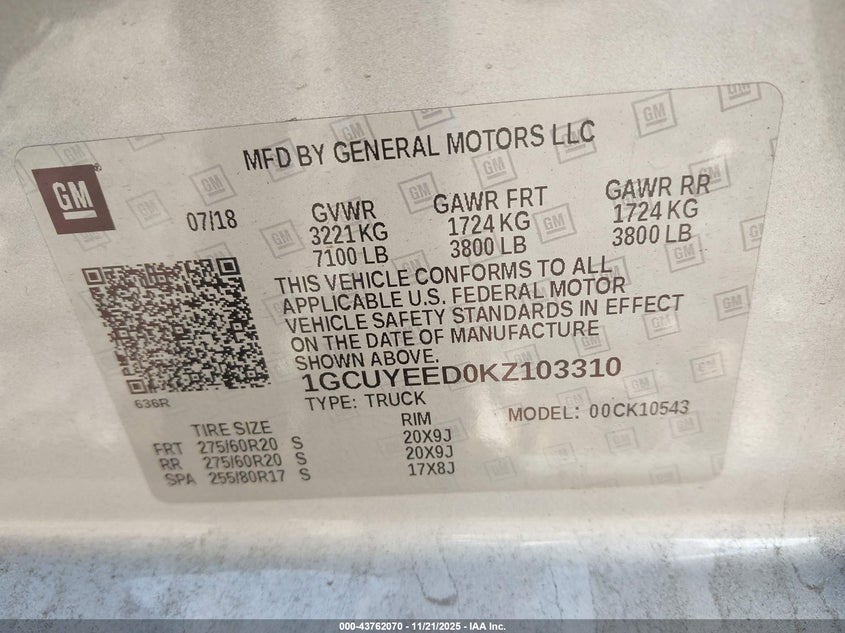 MFD BY GENERAL MOTORS LLC
GM
07/18
GVWR
3221 KG
7100 LB
GAWR FRT
1724 KG
3800 LB
GAWR RR
1724 KG
3800 LB
THIS VEHICLE CONFORMS TO ALL
APPLICABLE U.S. FEDERAL MOTOR
VEHICLE SAFETY STANDARDS IN EFFECT
ON THE DATE OF MANUFACTURE
SHOWN ABOVE.
1GCUYEED0KZ103310
TYPE: TRUCK
MODEL: 00CK10543
636R
TIRE SIZE
RIM
FRT 275/60R20 S 20X9J
RR 275/60R20 S 20X9J
SPA 255/80R17 S 17X8J
000-43762070 - 11/21/2025 - IAA Inc.